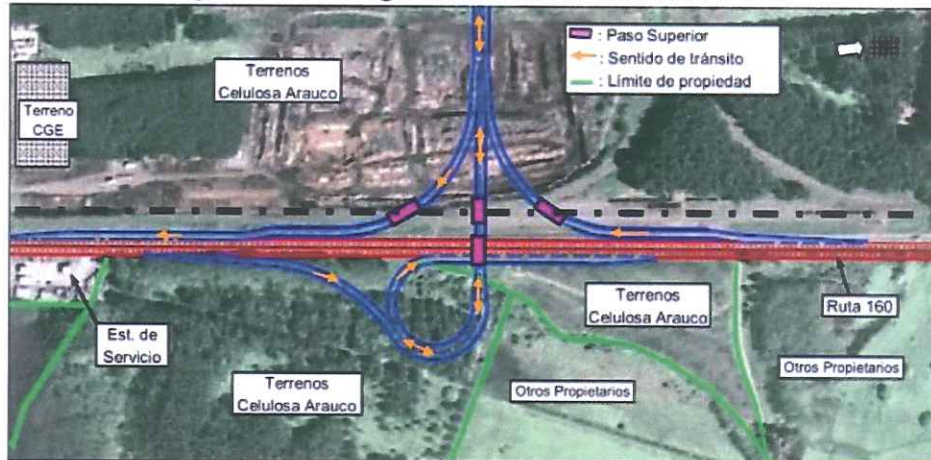 : Paso Superior
: Sentido de tránsito
: Límite de propiedad
Terrenos
Celulosa Arauco
Terreno
CGE
Terrenos
Celulosa Arauco
Ruta 160
Est. de
Servicio
Terrenos
Celulosa Arauco
Otros Propietarios
Otros Propietarios